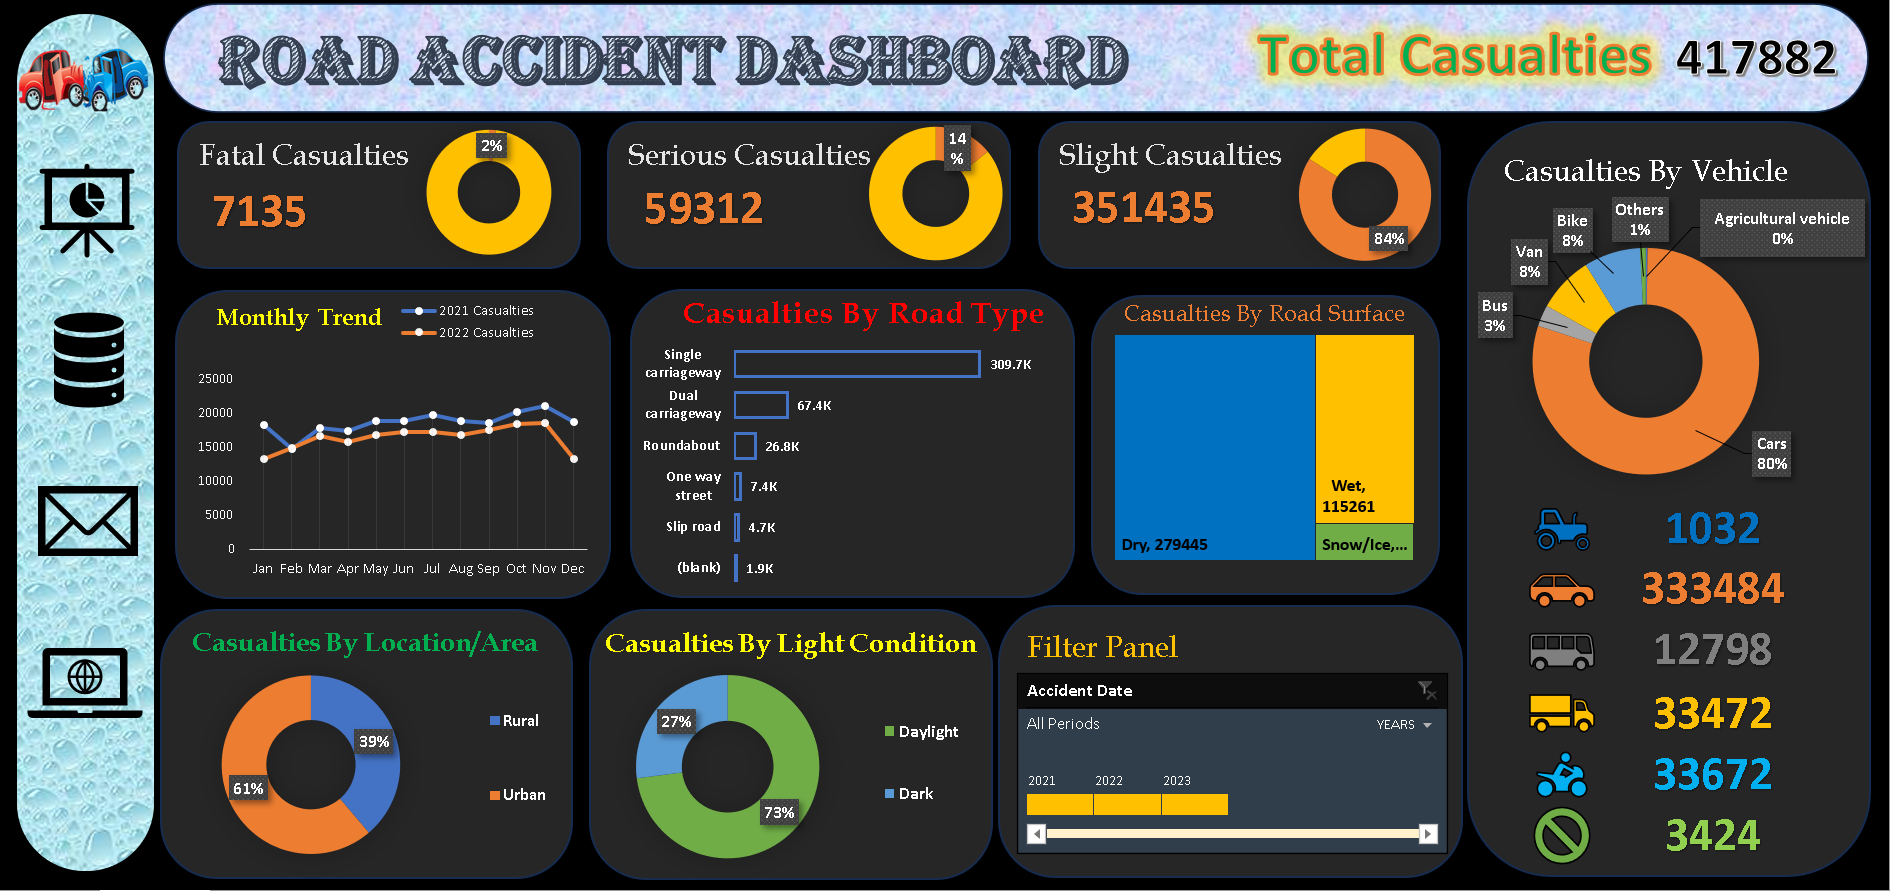 ROAD ACCIDENT DASHBOARD
Total Casualties 417882
Fatal Casualties
7135
2%
Serious Casualties
59312
14
%
Slight Casualties
351435
84%
Casualties By Vehicle
Others
1%
Agricultural vehicle
0%
Bike
8%
Van
8%
Bus
3%
Cars
80%
1032
333484
12798
33472
33672
3424
Monthly Trend
2021 Casualties
2022 Casualties
25000
20000
15000
10000
5000
0
Jan Feb Mar Apr May Jun Jul Aug Sep Oct Nov Dec
Casualties By Road Type
Single
carriageway
309.7K
Dual
carriageway
67.4K
Roundabout
26.8K
One way
street
7.4K
Slip road
4.7K
(blank)
1.9K
Casualties By Road Surface
Dry, 279445
Wet,
115261
Snow/Ice,...
Casualties By Location/Area
39%
61%
Rural
Urban
Casualties By Light Condition
27%
73%
Daylight
Dark
Filter Panel
Accident Date
All Periods
YEARS
2021 2022 2023